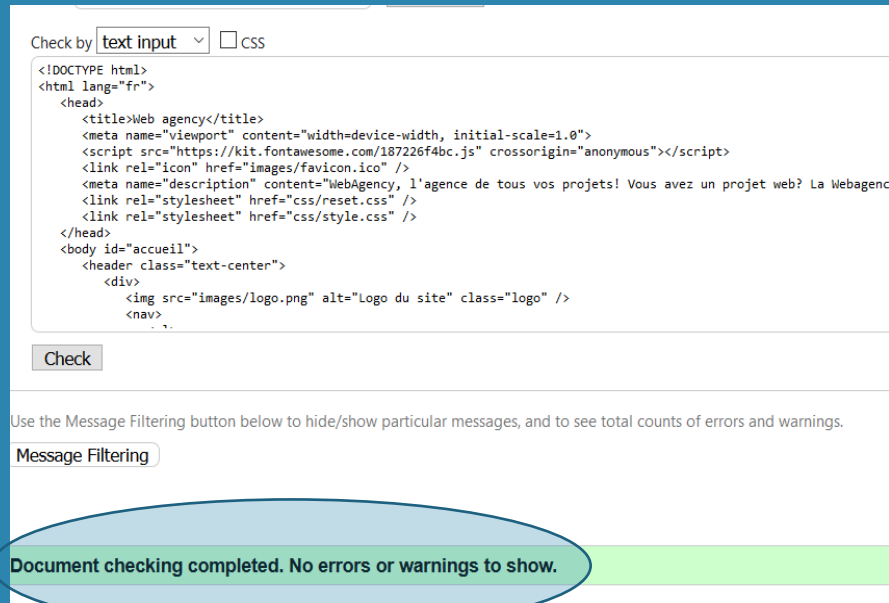 Check by text input CSS
<!DOCTYPE html>
<html lang="fr">
<head>
<title>Web agency</title>
<meta name="viewport" content="width=device-width, initial-scale=1.0">
<script src="https://kit.fontawesome.com/187226f4bc.js" crossorigin="anonymous"></script>
<link rel="icon" href="images/favicon.ico" />
<meta name="description" content="WebAgency, l'agence de tous vos projets! Vous avez un projet web? La Webagenc
<link rel="stylesheet" href="css/reset.css" />
<link rel="stylesheet" href="css/style.css" />
</head>
<body id="accueil">
<header class="text-center">
<div>
<img src="images/logo.png" alt="Logo du site" class="logo" />
<nav>
Check
Use the Message Filtering button below to hide/show particular messages, and to see total counts of errors and warnings.
Message Filtering
Document checking completed. No errors or warnings to show.